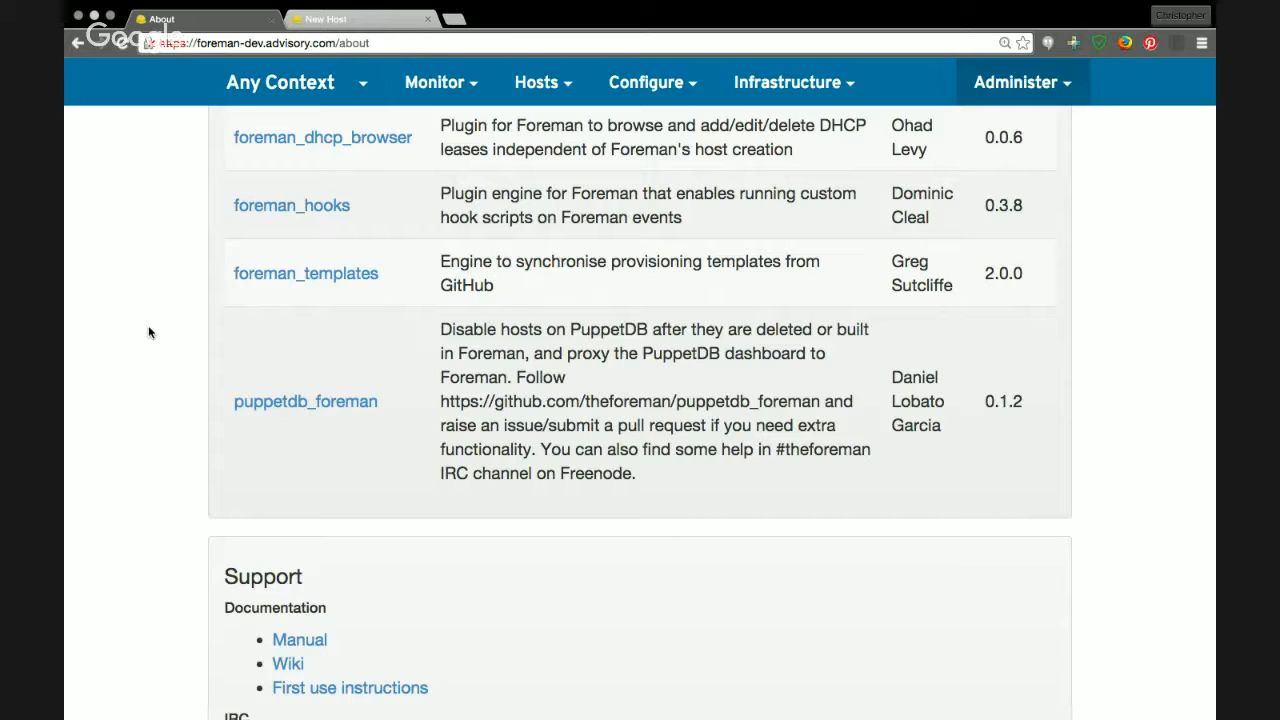 About
New Host
Christopher
Google
https://foreman-dev.advisory.com/about
Any Context
Monitor
Hosts
Configure
Infrastructure
Administer
foreman_dhcp_browser
Plugin for Foreman to browse and add/edit/delete DHCP
leases independent of Foreman's host creation
Ohad
Levy
0.0.6
foreman_hooks
Plugin engine for Foreman that enables running custom
hook scripts on Foreman events
Dominic
Cleal
0.3.8
foreman_templates
Engine to synchronise provisioning templates from
GitHub
Greg
Sutcliffe
2.0.0
puppetdb_foreman
Disable hosts on PuppetDB after they are deleted or built
in Foreman, and proxy the PuppetDB dashboard to
Foreman. Follow
https://github.com/theforeman/puppetdb_foreman and
raise an issue/submit a pull request if you need extra
functionality. You can also find some help in #theforeman
IRC channel on Freenode.
Daniel
Lobato
Garcia
0.1.2
Support
Documentation
Manual
Wiki
First use instructions
IRC